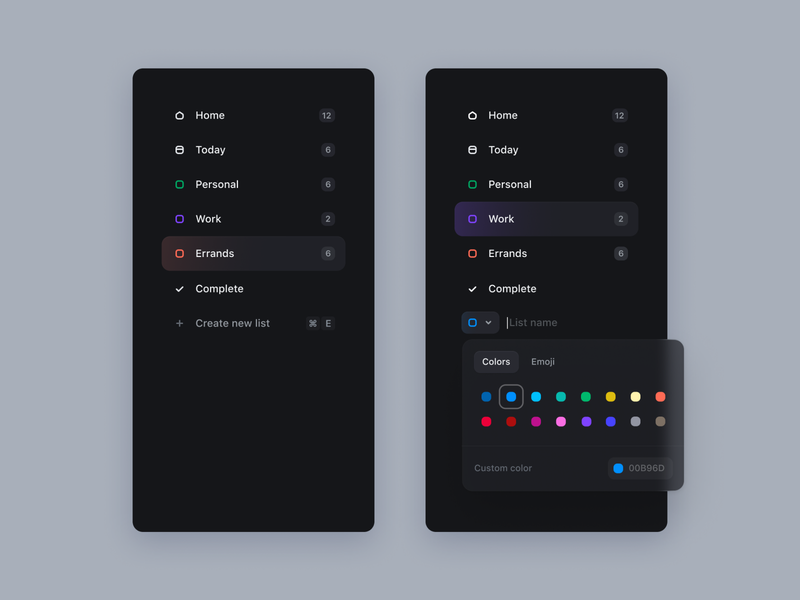 Home 12
Today 6
Personal 6
Work 2
Errands 6
Complete
Create new list ⌘ E
Home 12
Today 6
Personal 6
Work 2
Errands 6
Complete
List name
Colors Emoji
Custom color 00B96D